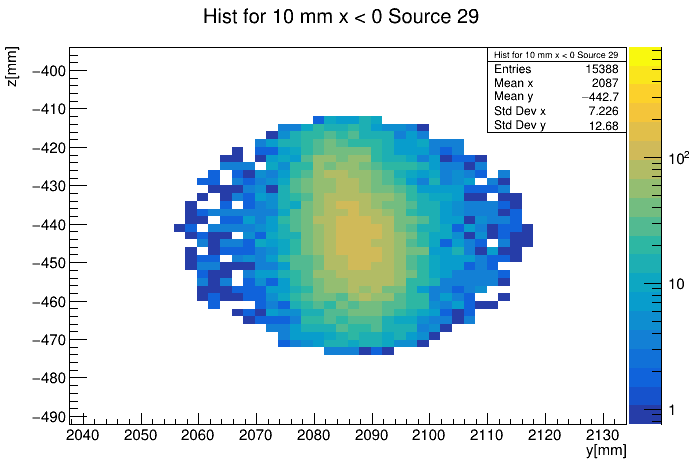 Hist for 10 mm x < 0 Source 29
z[mm]
Hist for 10 mm x < 0 Source 29
Entries 15388
Mean x 2087
Mean y −442.7
Std Dev x 7.226
Std Dev y 12.68
−400
−410
−420
−430
−440
−450
−460
−470
−480
−490
10²
10
1
2040 2050 2060 2070 2080 2090 2100 2110 2120 2130
y[mm]